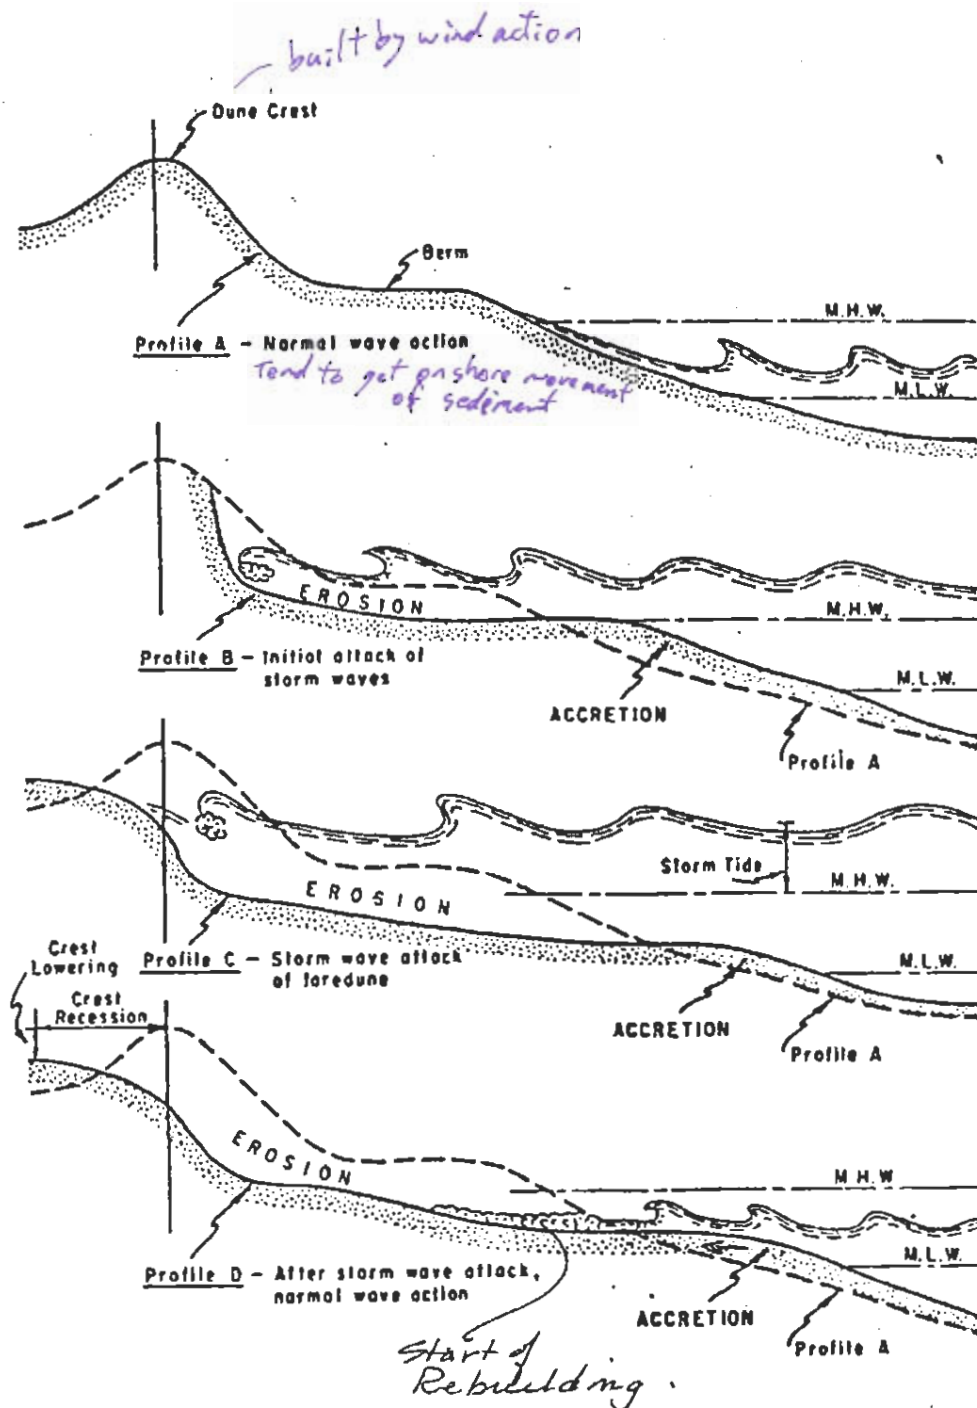 built by wind action
Dune Crest
Berm
M.H.W.
Profile A - Normal wave action
Tend to get onshore movement
of sediment
M.L.W.
EROSION
M.H.W.
Profile B - Initial attack of
storm waves
M.L.W.
ACCRETION
Profile A
Storm Tide
EROSION
M.H.W.
Crest
Lowering
Profile C - Storm wave attack
of foredune
M.L.W.
Crest
Recession
ACCRETION
Profile A
EROSION
M.H.W
M.L.W.
Profile D - After storm wave attack,
normal wave action
ACCRETION
Profile A
Start of
Rebuilding.